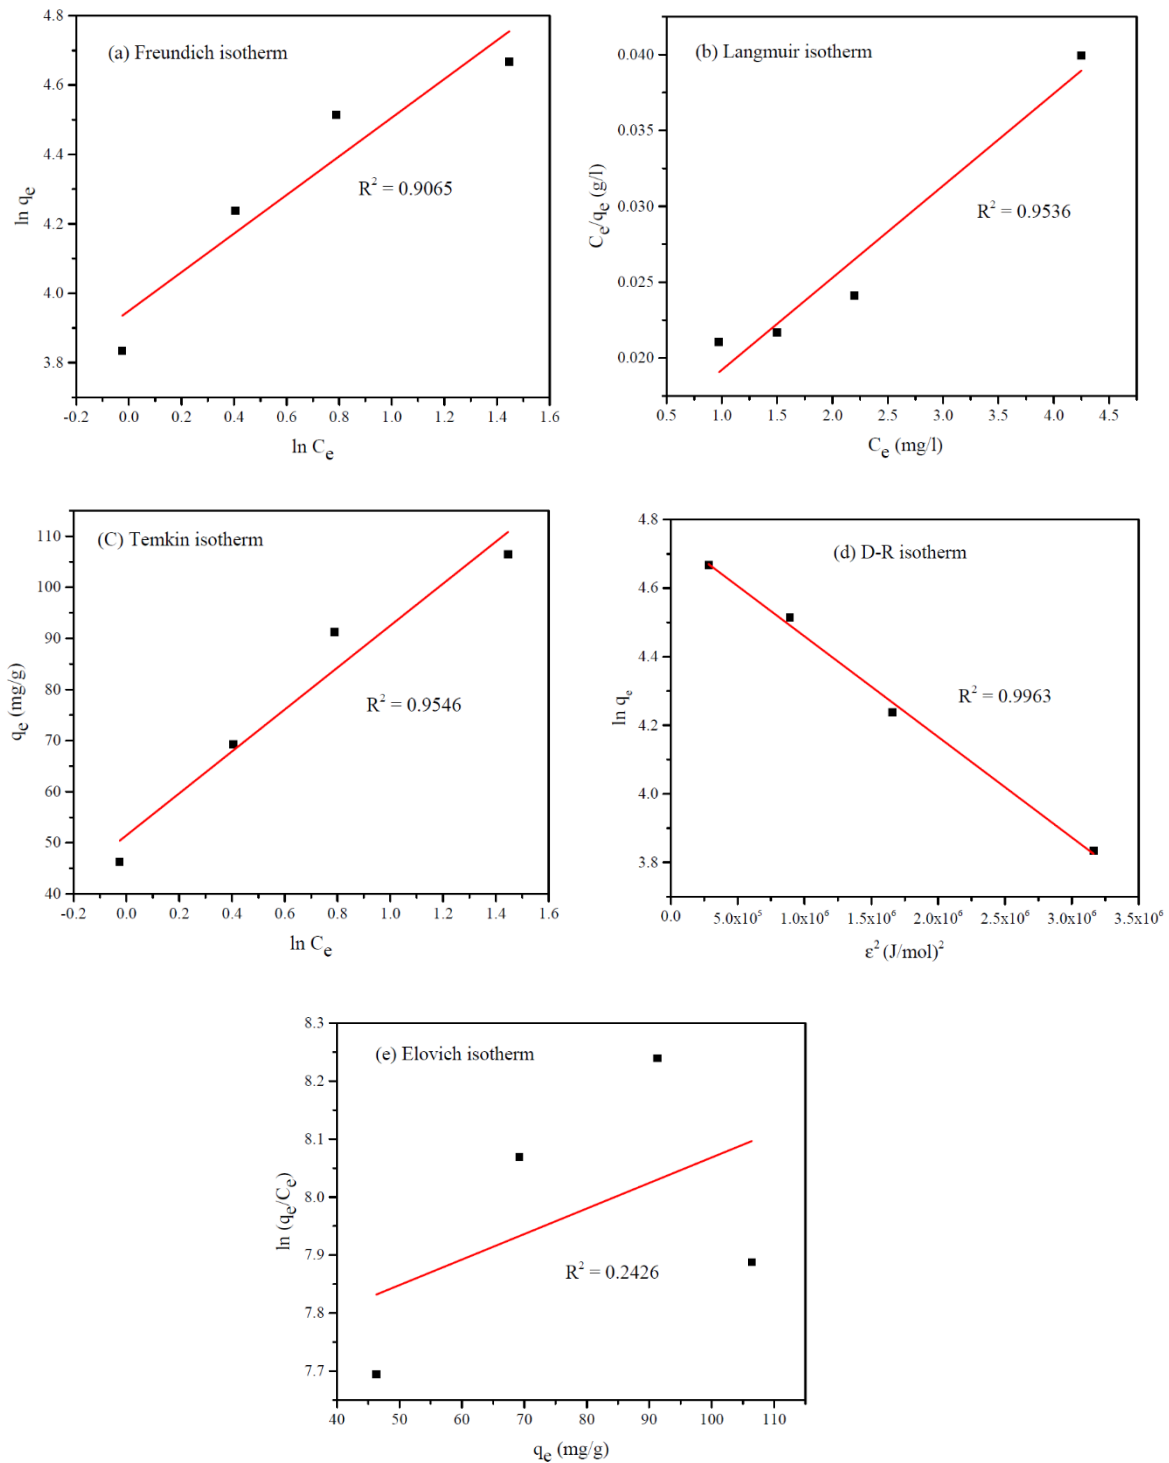 (a) Freundich isotherm
4.8
4.6
4.4
4.2
4.0
3.8
ln qe
R² = 0.9065
-0.2 0.0 0.2 0.4 0.6 0.8 1.0 1.2 1.4 1.6
ln Ce
(b) Langmuir isotherm
0.040
0.035
0.030
0.025
0.020
Ce/qe (g/l)
R² = 0.9536
0.5 1.0 1.5 2.0 2.5 3.0 3.5 4.0 4.5
Ce (mg/l)
(C) Temkin isotherm
110
100
90
80
70
60
50
40
qe (mg/g)
R² = 0.9546
-0.2 0.0 0.2 0.4 0.6 0.8 1.0 1.2 1.4 1.6
ln Ce
(d) D-R isotherm
4.8
4.6
4.4
4.2
4.0
3.8
ln qe
R² = 0.9963
0.0 5.0x10⁵ 1.0x10⁶ 1.5x10⁶ 2.0x10⁶ 2.5x10⁶ 3.0x10⁶ 3.5x10⁶
ε² (J/mol)²
(e) Elovich isotherm
8.3
8.2
8.1
8.0
7.9
7.8
7.7
ln (qe/Ce)
R² = 0.2426
40 50 60 70 80 90 100 110
qe (mg/g)